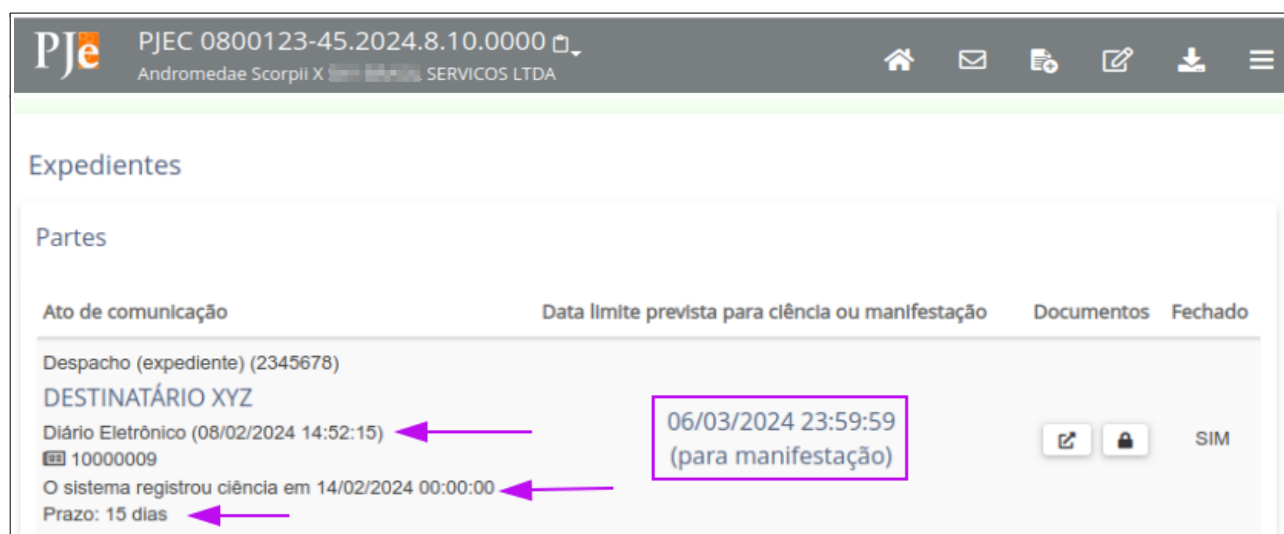 PJe
PJEC 0800123-45.2024.8.10.0000
Andromedae Scorpii X SERVICOS LTDA
Expedientes
Partes
Ato de comunicação Data limite prevista para ciência ou manifestação Documentos Fechado
Despacho (expediente) (2345678)
DESTINATÁRIO XYZ
Diário Eletrônico (08/02/2024 14:52:15)
10000009
O sistema registrou ciência em 14/02/2024 00:00:00
Prazo: 15 dias
06/03/2024 23:59:59
(para manifestação)
SIM